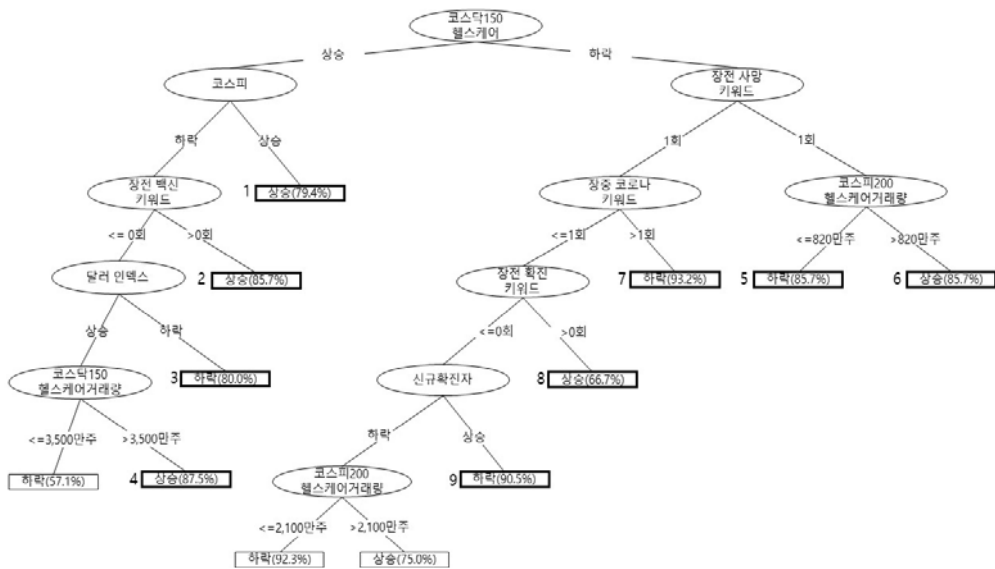 코스닥150
헬스케어
상승
하락
코스피
장전 사망
키워드
하락
상승
1회
1회
장전 백신
키워드
1 상승(79.4%)
장중 코로나
키워드
코스피200
헬스케어거래량
<= 0회
>0회
<=1회
>1회
<=820만주
>820만주
달러 인덱스
2 상승(85.7%)
장전 확진
키워드
7 하락(93.2%)
5 하락(85.7%)
6 상승(85.7%)
상승
하락
<=0회
>0회
코스닥150
헬스케어거래량
3 하락(80.0%)
신규확진자
8 상승(66.7%)
<=3,500만주
>3,500만주
하락
상승
하락(57.1%)
4 상승(87.5%)
코스피200
헬스케어거래량
9 하락(90.5%)
<=2,100만주
>2,100만주
하락(92.3%)
상승(75.0%)